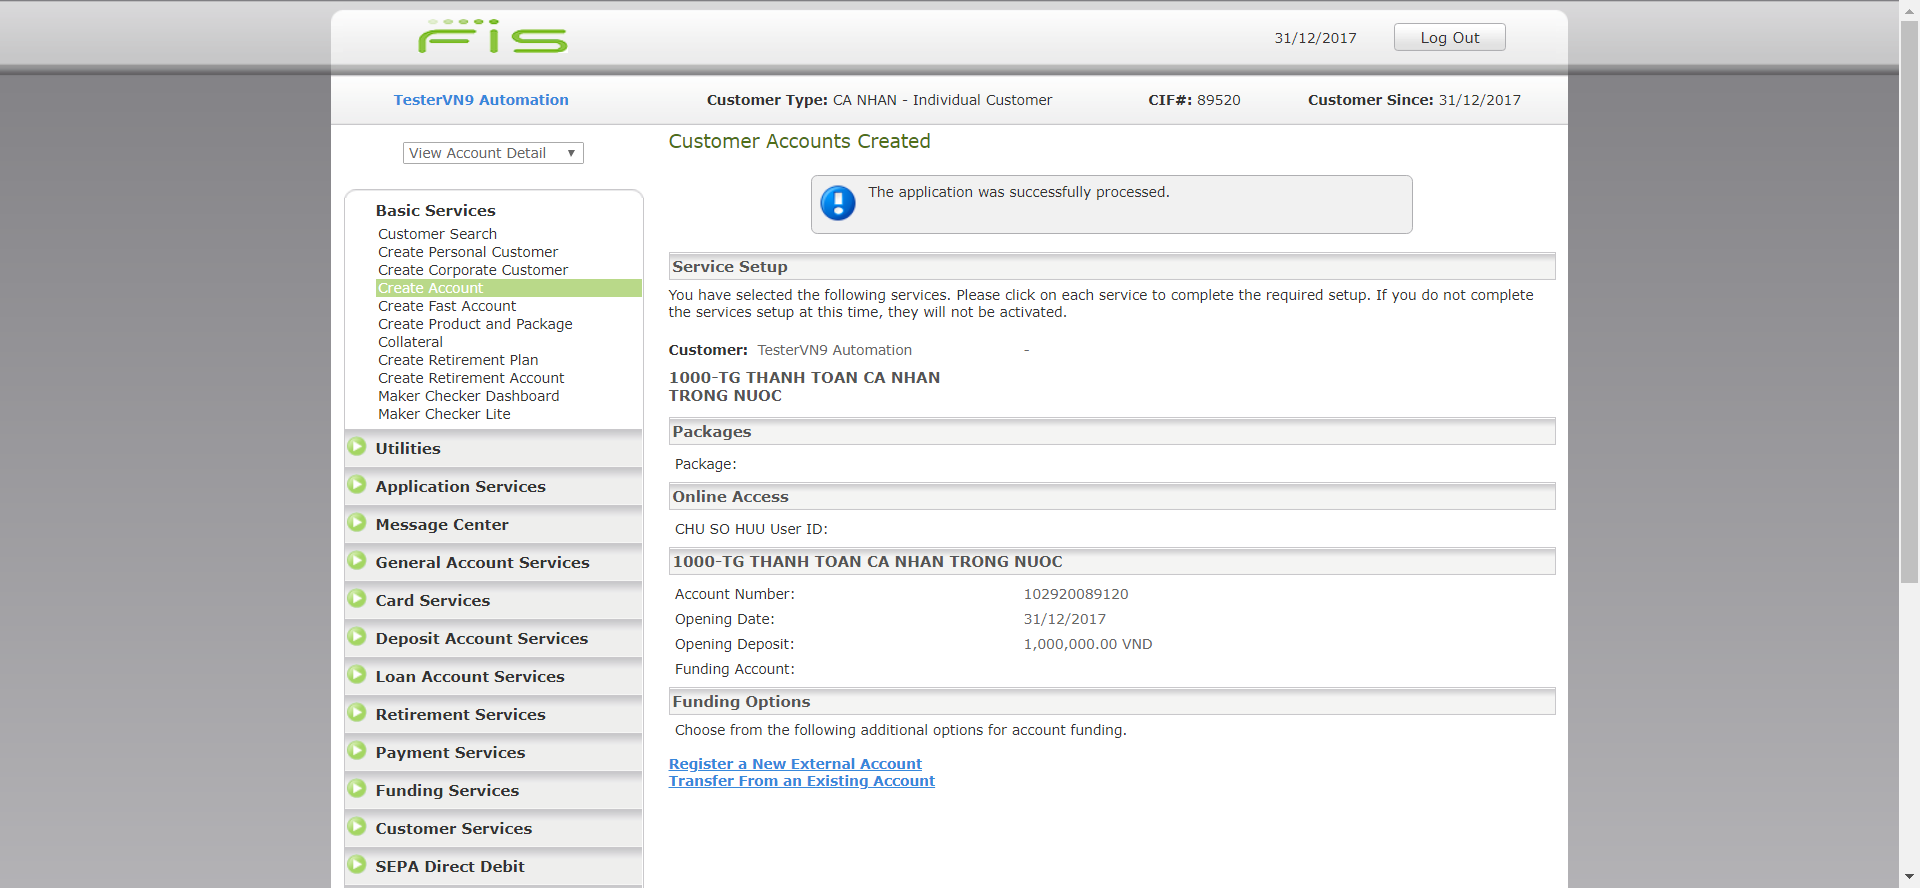 FIS
31/12/2017
Log Out
TesterVN9 Automation
Customer Type: CA NHAN - Individual Customer
CIF#: 89520
Customer Since: 31/12/2017
View Account Detail
Basic Services
Customer Search
Create Personal Customer
Create Corporate Customer
Create Account
Create Fast Account
Create Product and Package
Collateral
Create Retirement Plan
Create Retirement Account
Maker Checker Dashboard
Maker Checker Lite
Utilities
Application Services
Message Center
General Account Services
Card Services
Deposit Account Services
Loan Account Services
Retirement Services
Payment Services
Funding Services
Customer Services
SEPA Direct Debit
Customer Accounts Created
The application was successfully processed.
Service Setup
You have selected the following services. Please click on each service to complete the required setup. If you do not complete
the services setup at this time, they will not be activated.
Customer: TesterVN9 Automation -
1000-TG THANH TOAN CA NHAN
TRONG NUOC
Packages
Package:
Online Access
CHU SO HUU User ID:
1000-TG THANH TOAN CA NHAN TRONG NUOC
Account Number: 102920089120
Opening Date: 31/12/2017
Opening Deposit: 1,000,000.00 VND
Funding Account:
Funding Options
Choose from the following additional options for account funding.
Register a New External Account
Transfer From an Existing Account